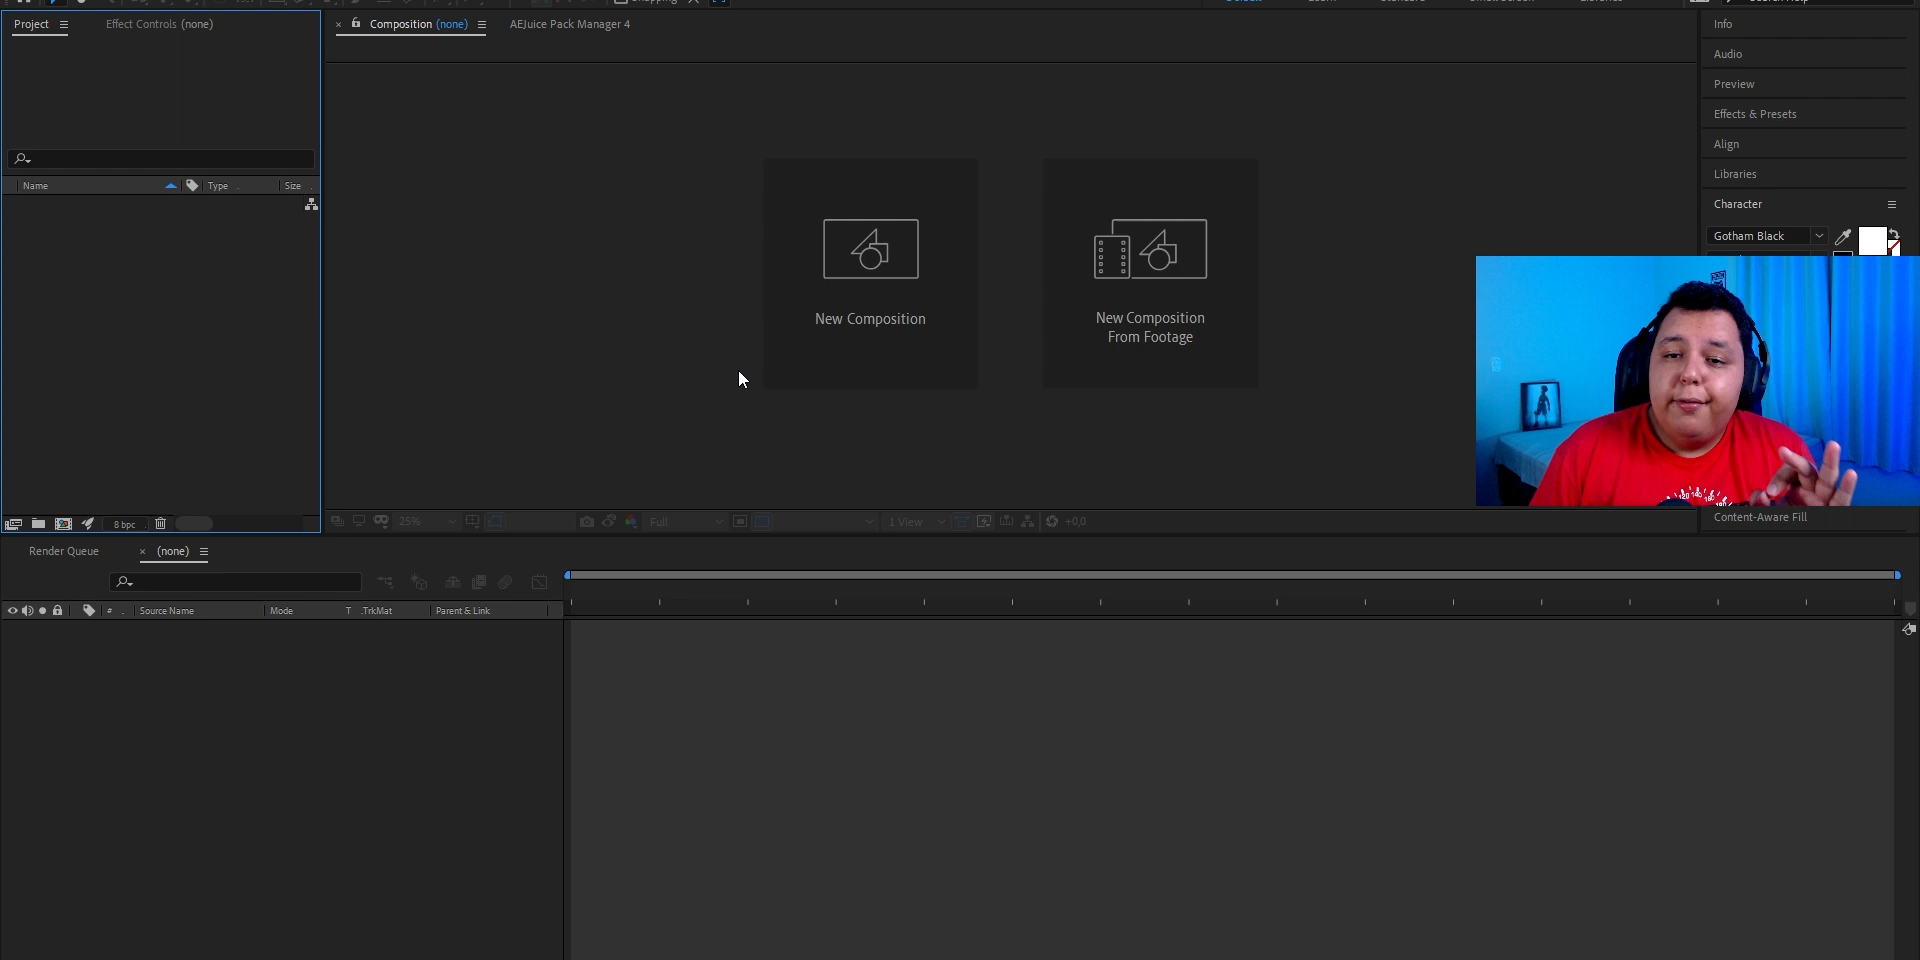 Project
Effect Controls (none)
Composition (none)
AEJuice Pack Manager 4
Info
Audio
Preview
Effects & Presets
Align
Libraries
Character
Gotham Black
Name
Type
Size
New Composition
New Composition
From Footage
8 bpc
25%
Full
1 View
+0,0
Content-Aware Fill
Render Queue
(none)
#
Source Name
Mode
T
.TrkMat
Parent & Link